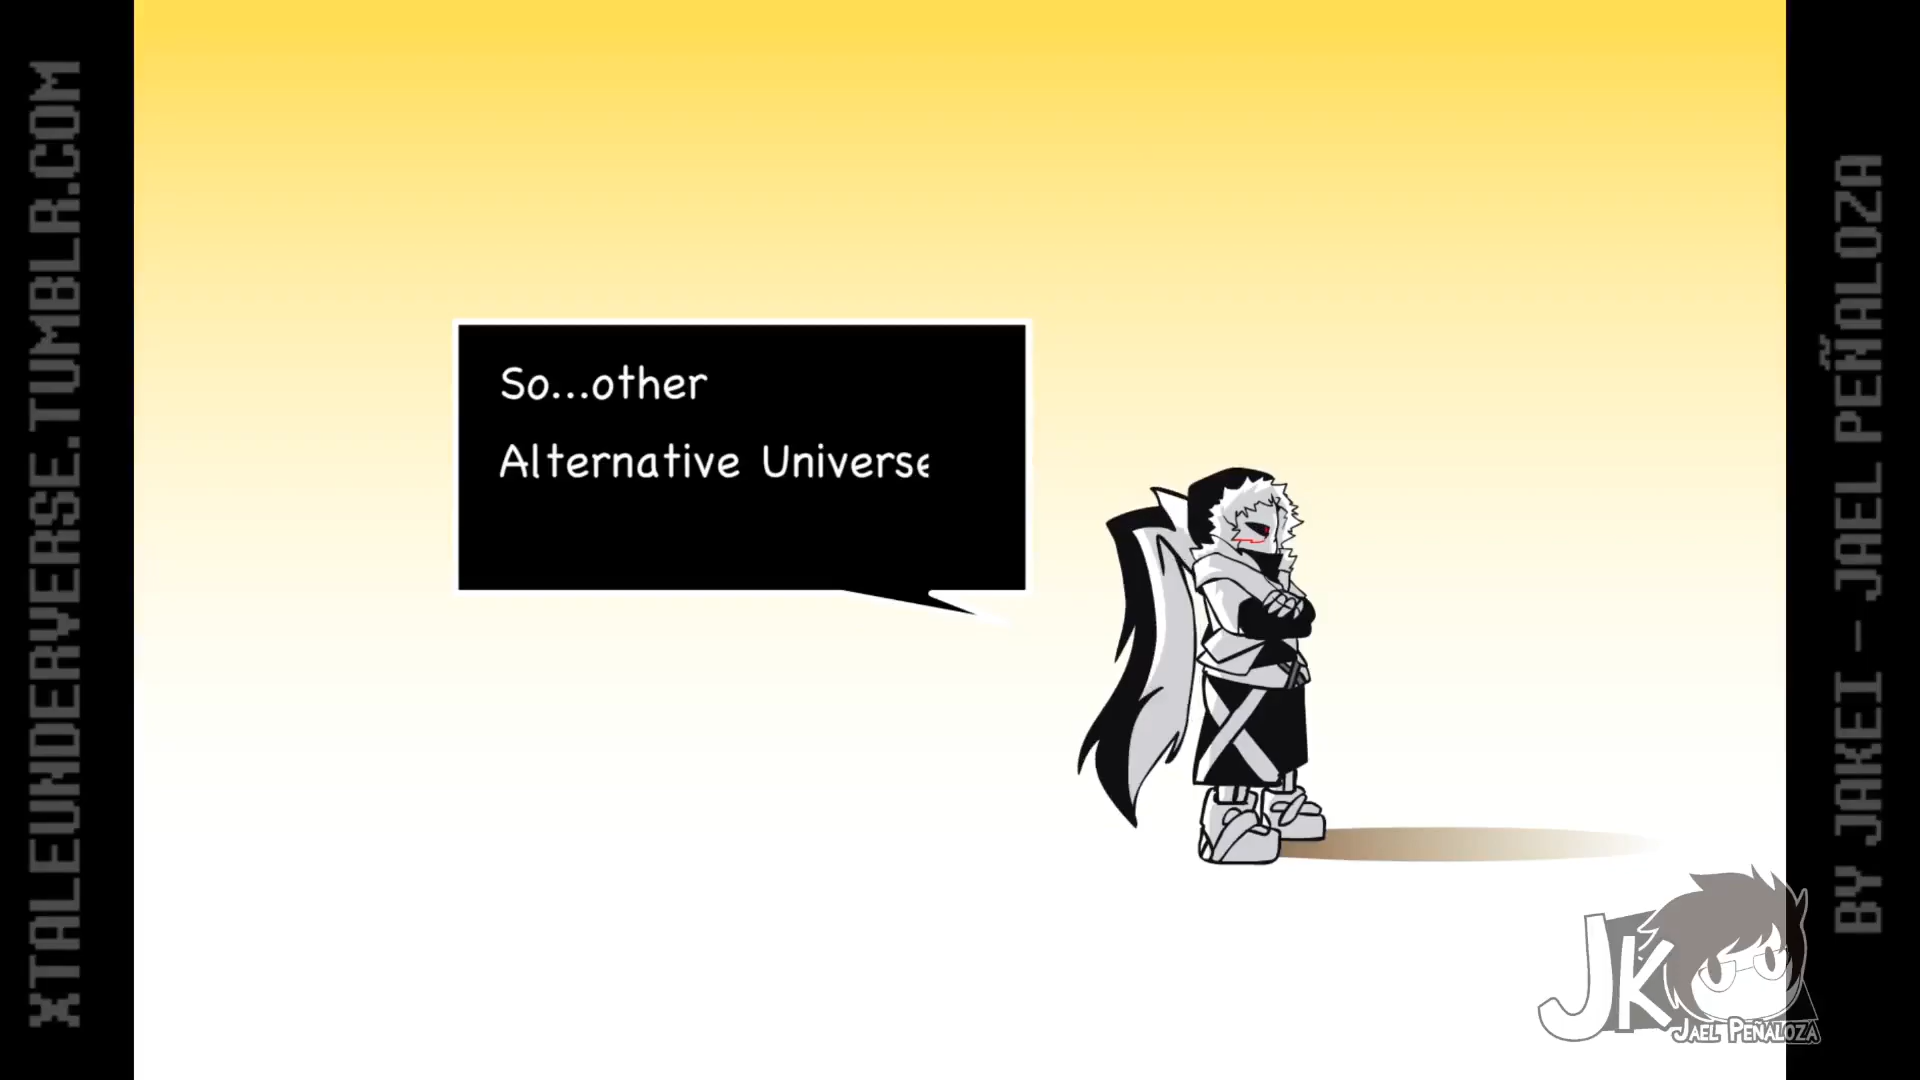 XTALEUNDERVERSE.TUMBLR.COM
So...other
Alternative Universe
BY JAKEI - JAEL PEÑALOZA
JK
JAEL PEÑALOZA